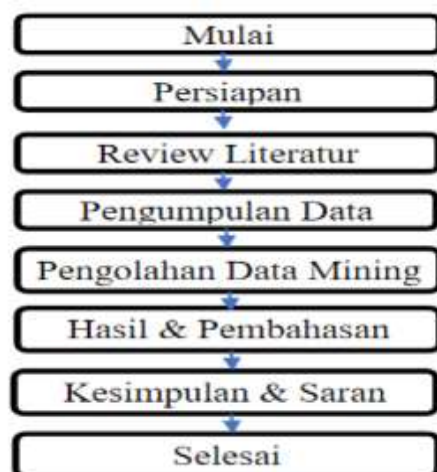 Mulai
Persiapan
Review Literatur
Pengumpulan Data
Pengolahan Data Mining
Hasil & Pembahasan
Kesimpulan & Saran
Selesai